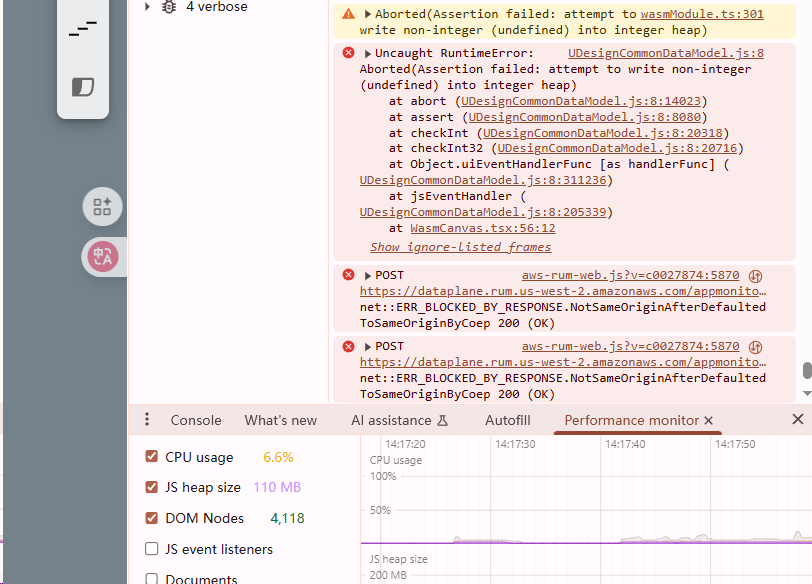 4 verbose
Aborted(Assertion failed: attempt to wasmModule.ts:301
write non-integer (undefined) into integer heap)
Uncaught RuntimeError: UDesignCommonDataModel.js:8
Aborted(Assertion failed: attempt to write non-integer
(undefined) into integer heap)
at abort (UDesignCommonDataModel.js:8:14023)
at assert (UDesignCommonDataModel.js:8:8080)
at checkInt (UDesignCommonDataModel.js:8:20318)
at checkInt32 (UDesignCommonDataModel.js:8:20716)
at Object.uiEventHandlerFunc [as handlerFunc] (
UDesignCommonDataModel.js:8:311236)
at jsEventHandler (
UDesignCommonDataModel.js:8:205339)
at WasmCanvas.tsx:56:12
Show ignore-listed frames
POST aws-rum-web.js?v=c0027874:5870
https://dataplane.rum.us-west-2.amazonaws.com/appmonito…
net::ERR_BLOCKED_BY_RESPONSE.NotSameOriginAfterDefaulted
ToSameOriginByCoep 200 (OK)
POST aws-rum-web.js?v=c0027874:5870
https://dataplane.rum.us-west-2.amazonaws.com/appmonito…
net::ERR_BLOCKED_BY_RESPONSE.NotSameOriginAfterDefaulted
ToSameOriginByCoep 200 (OK)
中A
Console What's new AI assistance Autofill Performance monitor
CPU usage 6.6%
JS heap size 110 MB
DOM Nodes 4,118
JS event listeners
Documents
14:17:20 14:17:30 14:17:40 14:17:50
CPU usage
100%
50%
JS heap size
200 MB